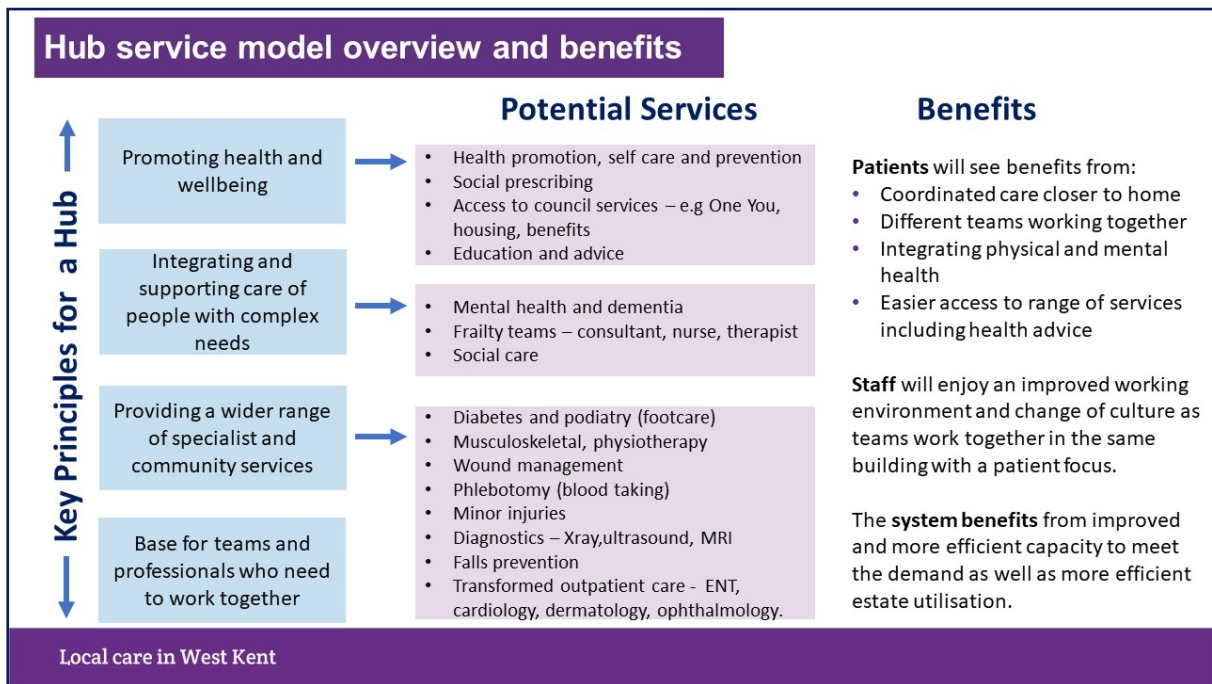 Hub service model overview and benefits
Key Principles for a Hub
Promoting health and
wellbeing
Integrating and
supporting care of
people with complex
needs
Providing a wider range
of specialist and
community services
Base for teams and
professionals who need
to work together
Potential Services
• Health promotion, self care and prevention
• Social prescribing
• Access to council services – e.g One You,
housing, benefits
• Education and advice
• Mental health and dementia
• Frailty teams – consultant, nurse, therapist
• Social care
• Diabetes and podiatry (footcare)
• Musculoskeletal, physiotherapy
• Wound management
• Phlebotomy (blood taking)
• Minor injuries
• Diagnostics – Xray,ultrasound, MRI
• Falls prevention
• Transformed outpatient care - ENT,
cardiology, dermatology, ophthalmology.
Benefits
Patients will see benefits from:
• Coordinated care closer to home
• Different teams working together
• Integrating physical and mental
health
• Easier access to range of services
including health advice
Staff will enjoy an improved working
environment and change of culture as
teams work together in the same
building with a patient focus.
The system benefits from improved
and more efficient capacity to meet
the demand as well as more efficient
estate utilisation.
Local care in West Kent